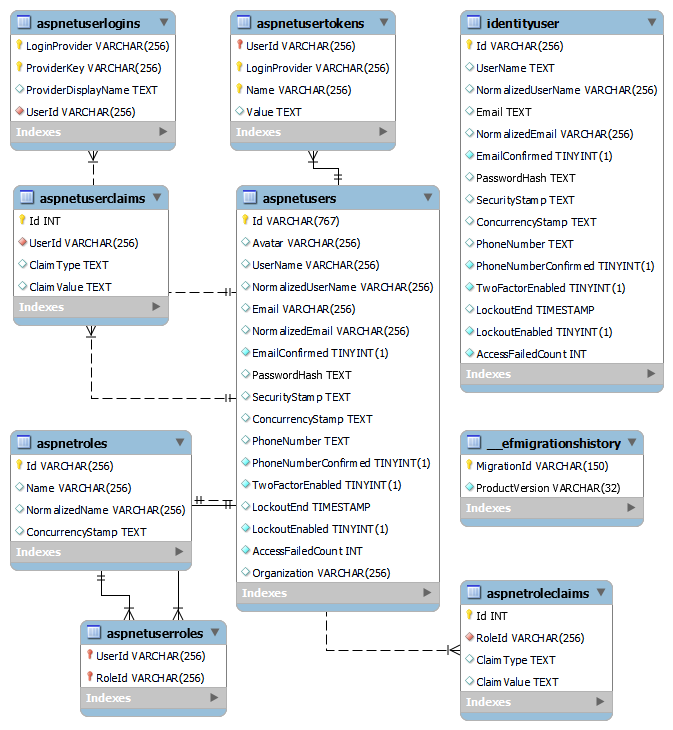 aspnetuserlogins
LoginProvider VARCHAR(256)
ProviderKey VARCHAR(256)
ProviderDisplayName TEXT
UserId VARCHAR(256)
Indexes
aspnetusertokens
UserId VARCHAR(256)
LoginProvider VARCHAR(256)
Name VARCHAR(256)
Value TEXT
Indexes
identityuser
Id VARCHAR(256)
UserName TEXT
NormalizedUserName VARCHAR(256)
Email TEXT
NormalizedEmail VARCHAR(256)
EmailConfirmed TINYINT(1)
PasswordHash TEXT
SecurityStamp TEXT
ConcurrencyStamp TEXT
PhoneNumber TEXT
PhoneNumberConfirmed TINYINT(1)
TwoFactorEnabled TINYINT(1)
LockoutEnd TIMESTAMP
LockoutEnabled TINYINT(1)
AccessFailedCount INT
Indexes
aspnetuserclaims
Id INT
UserId VARCHAR(256)
ClaimType TEXT
ClaimValue TEXT
Indexes
aspnetusers
Id VARCHAR(767)
Avatar VARCHAR(256)
UserName VARCHAR(256)
NormalizedUserName VARCHAR(256)
Email VARCHAR(256)
NormalizedEmail VARCHAR(256)
EmailConfirmed TINYINT(1)
PasswordHash TEXT
SecurityStamp TEXT
ConcurrencyStamp TEXT
PhoneNumber TEXT
PhoneNumberConfirmed TINYINT(1)
TwoFactorEnabled TINYINT(1)
LockoutEnd TIMESTAMP
LockoutEnabled TINYINT(1)
AccessFailedCount INT
Organization VARCHAR(256)
Indexes
aspnetroles
Id VARCHAR(256)
Name VARCHAR(256)
NormalizedName VARCHAR(256)
ConcurrencyStamp TEXT
Indexes
__efmigrationshistory
MigrationId VARCHAR(150)
ProductVersion VARCHAR(32)
Indexes
aspnetuserroles
UserId VARCHAR(256)
RoleId VARCHAR(256)
Indexes
aspnetroleclaims
Id INT
RoleId VARCHAR(256)
ClaimType TEXT
ClaimValue TEXT
Indexes